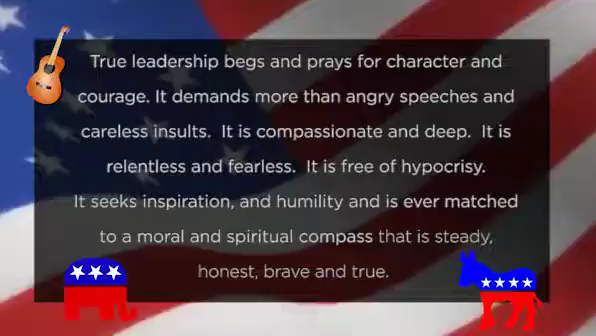 True leadership begs and prays for character and
courage. It demands more than angry speeches and
careless insults. It is compassionate and deep. It is
relentless and fearless. It is free of hypocrisy.
It seeks inspiration, and humility and is ever matched
to a moral and spiritual compass that is steady,
honest, brave and true.